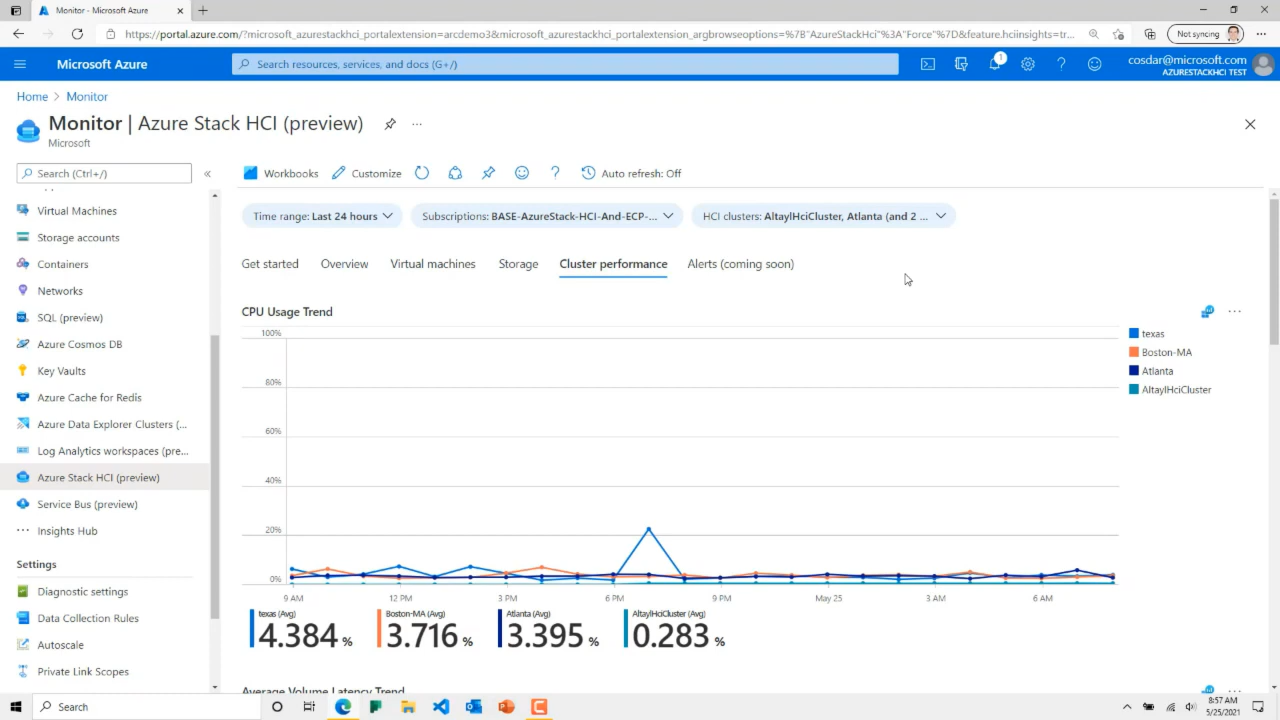 Monitor - Microsoft Azure
https://portal.azure.com/?microsoft_azurestackhci_portalextension=arcdemo3&microsoft_azurestackhci_portalextension_argbrowseoptions=%7B"AzureStackHci"%3A"Force"%7D&feature.hciinsights=tr...
Not syncing
Microsoft Azure
Search resources, services, and docs (G+/)
1
cosdar@microsoft.com
AZURESTACKHCI TEST
Home > Monitor
Monitor | Azure Stack HCI (preview)
Microsoft
Search (Ctrl+/)
Workbooks
Customize
Auto refresh: Off
Virtual Machines
Storage accounts
Containers
Networks
SQL (preview)
Azure Cosmos DB
Key Vaults
Azure Cache for Redis
Azure Data Explorer Clusters (...
Log Analytics workspaces (pre...
Azure Stack HCI (preview)
Service Bus (preview)
Insights Hub
Settings
Diagnostic settings
Data Collection Rules
Autoscale
Private Link Scopes
Time range: Last 24 hours
Subscriptions: BASE-AzureStack-HCI-And-ECP-...
HCI clusters: AltaylHciCluster, Atlanta (and 2 ...
Get started
Overview
Virtual machines
Storage
Cluster performance
Alerts (coming soon)
CPU Usage Trend
100%
80%
60%
40%
20%
0%
9 AM
12 PM
3 PM
6 PM
9 PM
May 25
3 AM
6 AM
texas
Boston-MA
Atlanta
AltaylHciCluster
texas (Avg)
4.384 %
Boston-MA (Avg)
3.716 %
Atlanta (Avg)
3.395 %
AltaylHciCluster (Avg)
0.283 %
Average Volume Latency Trend
Search
8:57 AM
5/25/2021